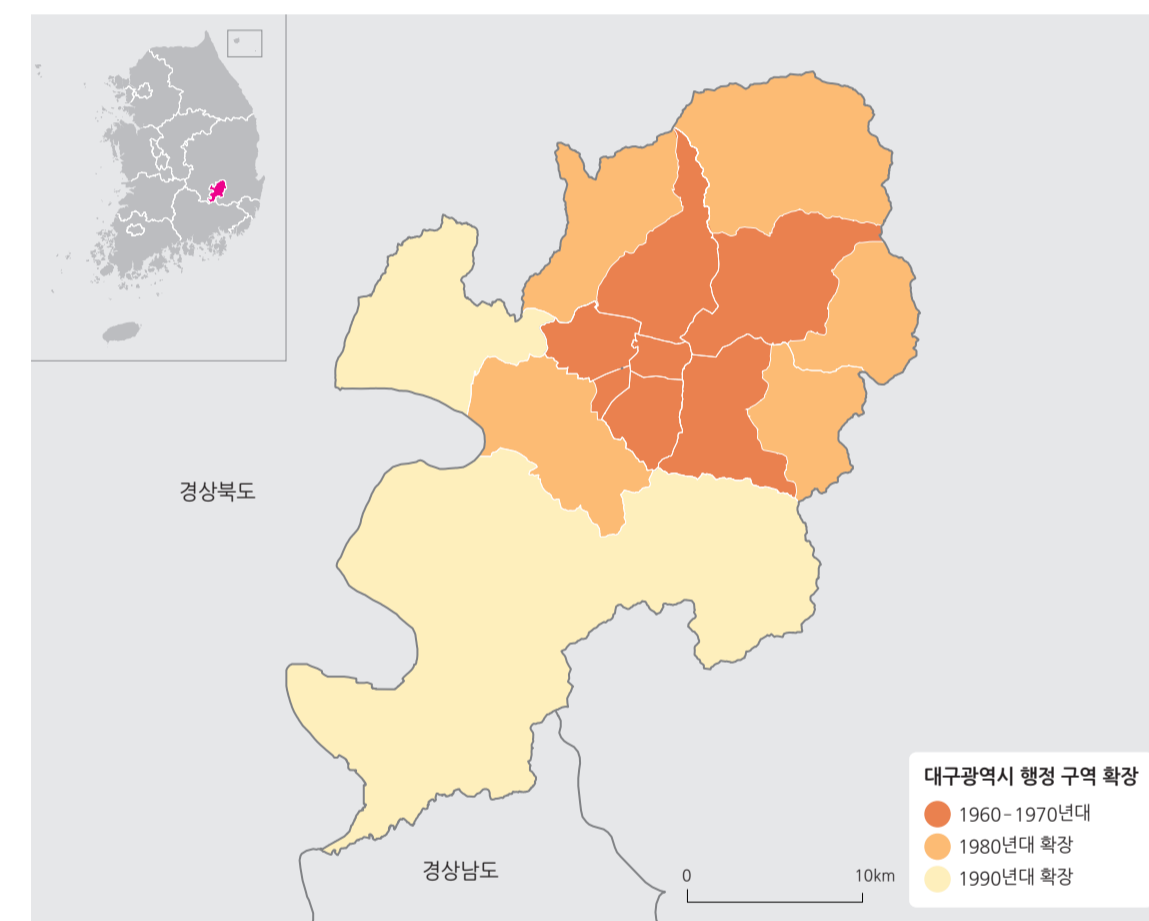 경상북도
경상남도
0 10km
대구광역시 행정 구역 확장
1960-1970년대
1980년대 확장
1990년대 확장